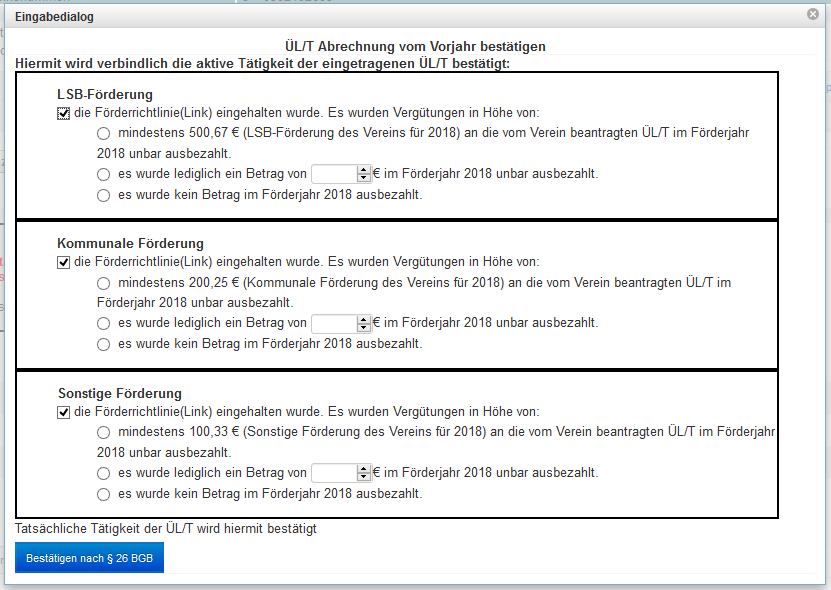 Eingabedialog
ÜL/T Abrechnung vom Vorjahr bestätigen
Hiermit wird verbindlich die aktive Tätigkeit der eingetragenen ÜL/T bestätigt:
LSB-Förderung
die Förderrichtlinie(Link) eingehalten wurde. Es wurden Vergütungen in Höhe von:
mindestens 500,67 € (LSB-Förderung des Vereins für 2018) an die vom Verein beantragten ÜL/T im Förderjahr
2018 unbar ausbezahlt.
es wurde lediglich ein Betrag von € im Förderjahr 2018 unbar ausbezahlt.
es wurde kein Betrag im Förderjahr 2018 ausbezahlt.
Kommunale Förderung
die Förderrichtlinie(Link) eingehalten wurde. Es wurden Vergütungen in Höhe von:
mindestens 200,25 € (Kommunale Förderung des Vereins für 2018) an die vom Verein beantragten ÜL/T im
Förderjahr 2018 unbar ausbezahlt.
es wurde lediglich ein Betrag von € im Förderjahr 2018 unbar ausbezahlt.
es wurde kein Betrag im Förderjahr 2018 ausbezahlt.
Sonstige Förderung
die Förderrichtlinie(Link) eingehalten wurde. Es wurden Vergütungen in Höhe von:
mindestens 100,33 € (Sonstige Förderung des Vereins für 2018) an die vom Verein beantragten ÜL/T im Förderjahr
2018 unbar ausbezahlt.
es wurde lediglich ein Betrag von € im Förderjahr 2018 unbar ausbezahlt.
es wurde kein Betrag im Förderjahr 2018 ausbezahlt.
Tatsächliche Tätigkeit der ÜL/T wird hiermit bestätigt
Bestätigen nach § 26 BGB